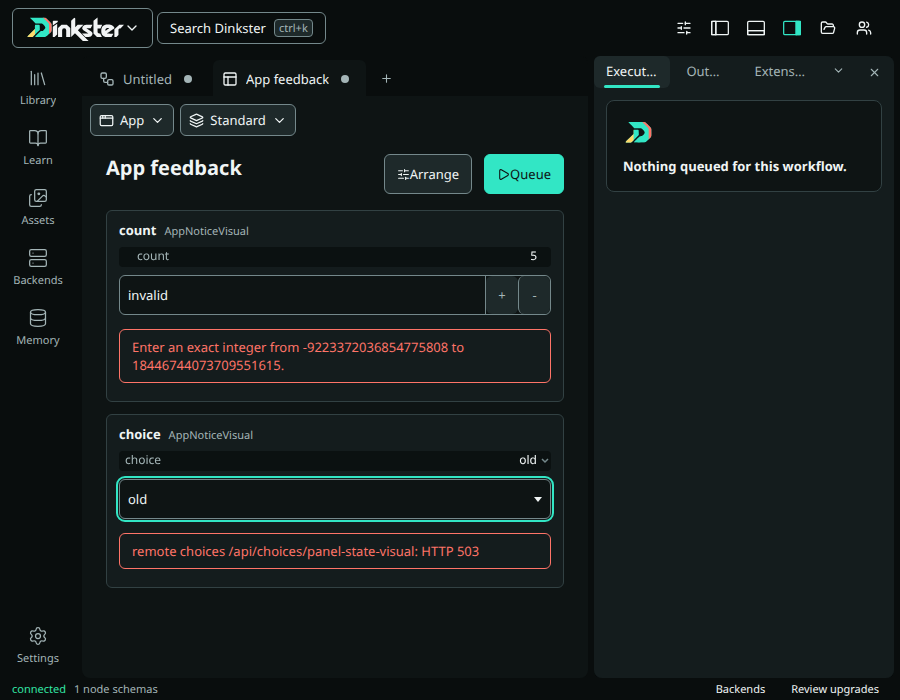 Dinkster
Search Dinkster ctrl+k
Library
Learn
Assets
Backends
Memory
Settings
Untitled
App feedback
App
Standard
App feedback
Arrange
Queue
count AppNoticeVisual
count 5
invalid + -
Enter an exact integer from -9223372036854775808 to
18446744073709551615.
choice AppNoticeVisual
choice old
old
remote choices /api/choices/panel-state-visual: HTTP 503
Execut...
Out...
Extens...
Nothing queued for this workflow.
connected 1 node schemas
Backends Review upgrades